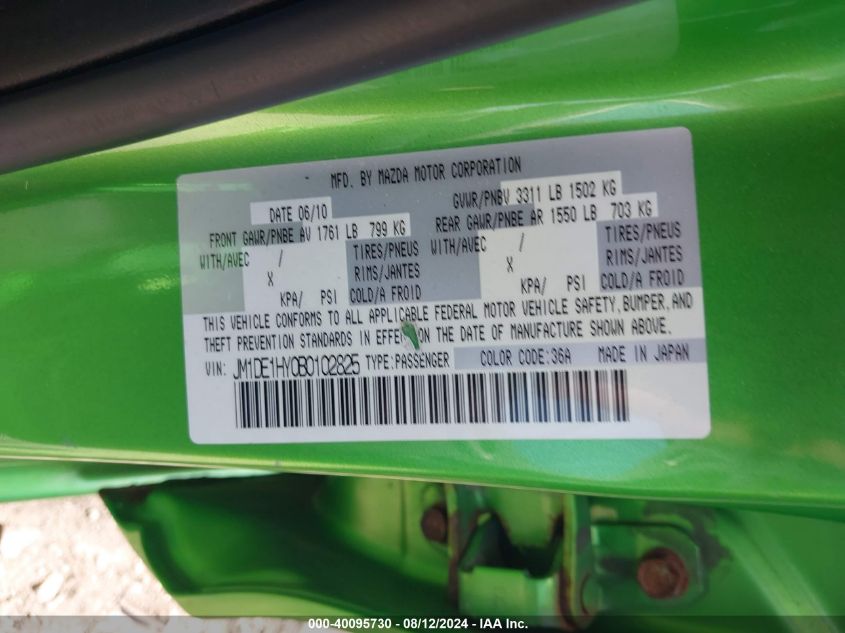 MFD. BY MAZDA MOTOR CORPORATION
DATE 06/10 GVWR/PNBV 3311 LB 1502 KG
FRONT GAWR/PNBE AV 1761 LB 799 KG REAR GAWR/PNBE AR 1550 LB 703 KG
WITH/AVEC / TIRES/PNEUS WITH/AVEC / TIRES/PNEUS
X RIMS/JANTES X RIMS/JANTES
KPA/ PSI COLD/A FROID KPA/ PSI COLD/A FROID
THIS VEHICLE CONFORMS TO ALL APPLICABLE FEDERAL MOTOR VEHICLE SAFETY, BUMPER, AND
THEFT PREVENTION STANDARDS IN EFFECT ON THE DATE OF MANUFACTURE SHOWN ABOVE.
VIN: JM1DE1HY0B0102825 TYPE:PASSENGER COLOR CODE:36A MADE IN JAPAN
000-40095730 - 08/12/2024 - IAA Inc.